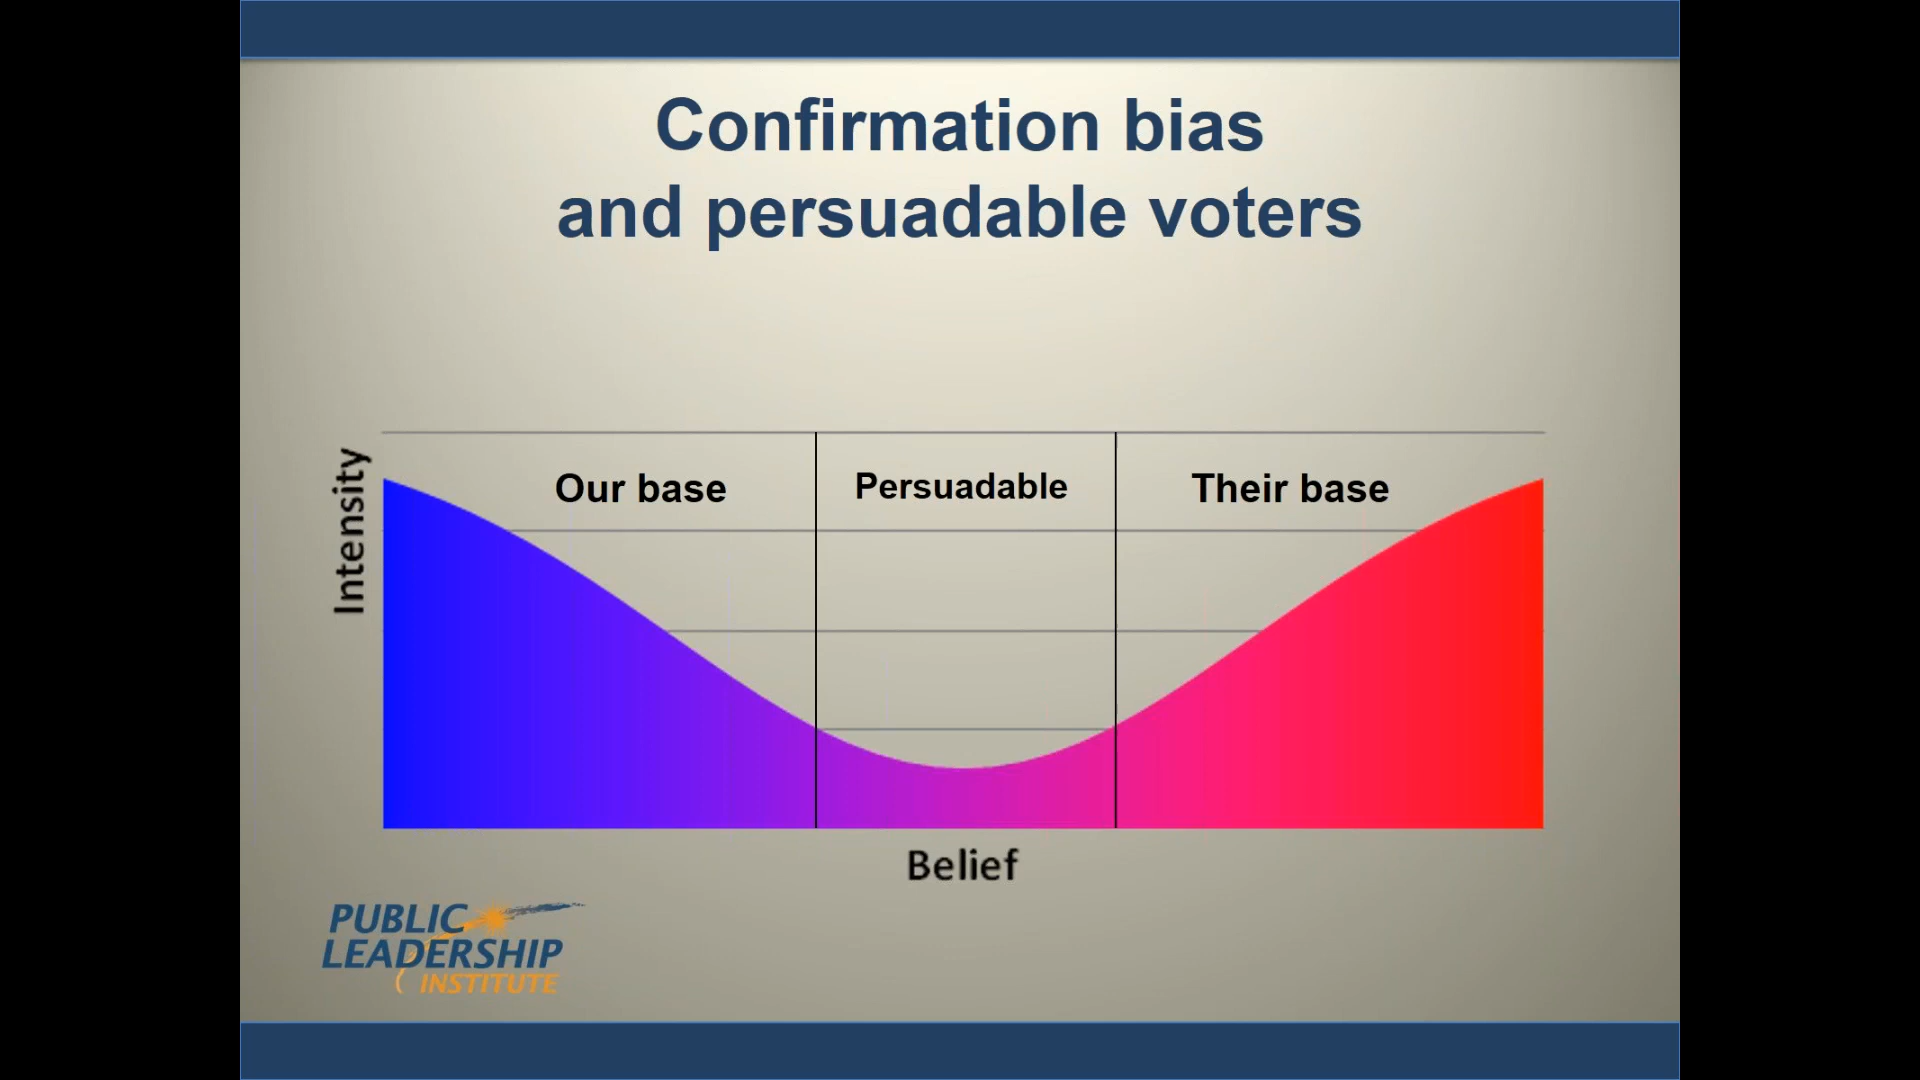 Confirmation bias
and persuadable voters
Intensity
Our base
Persuadable
Their base
Belief
PUBLIC
LEADERSHIP
INSTITUTE